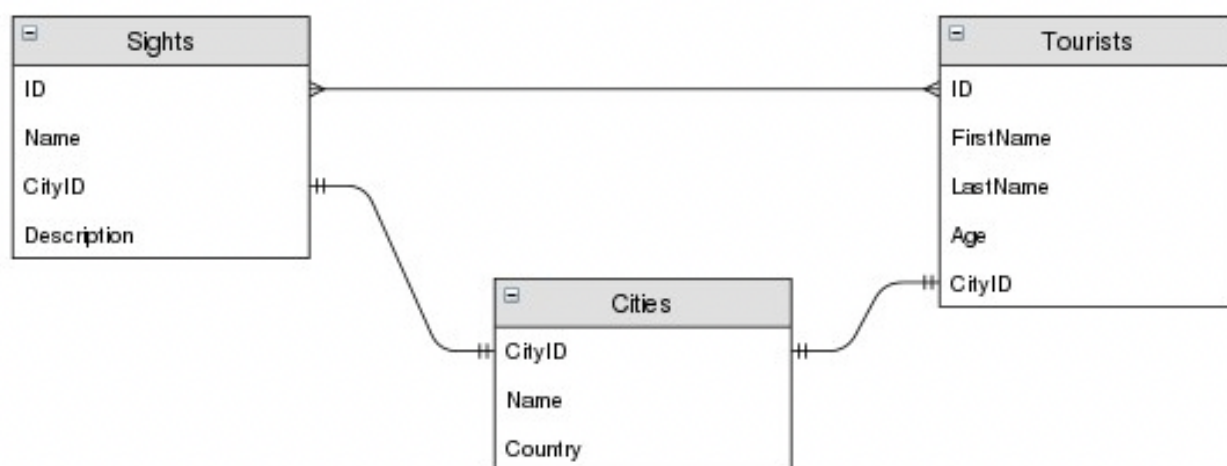 Sights
ID
Name
CityID
Description
Tourists
ID
FirstName
LastName
Age
CityID
Cities
CityID
Name
Country